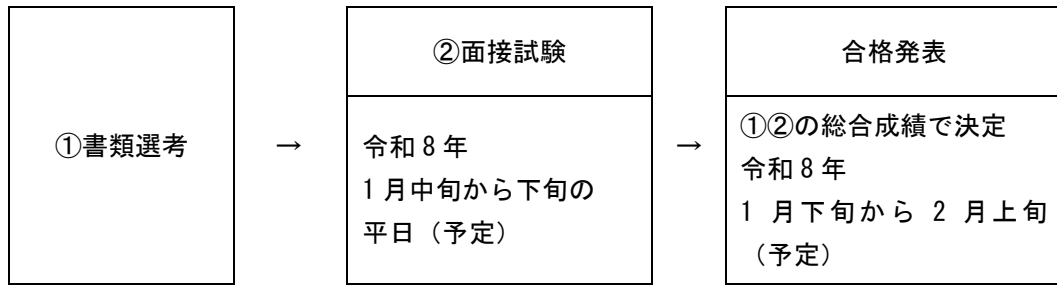 ①書類選考
→
②面接試験
令和8年
1月中旬から下旬の
平日（予定）
→
合格発表
①②の総合成績で決定
令和8年
1月下旬から2月上旬
（予定）